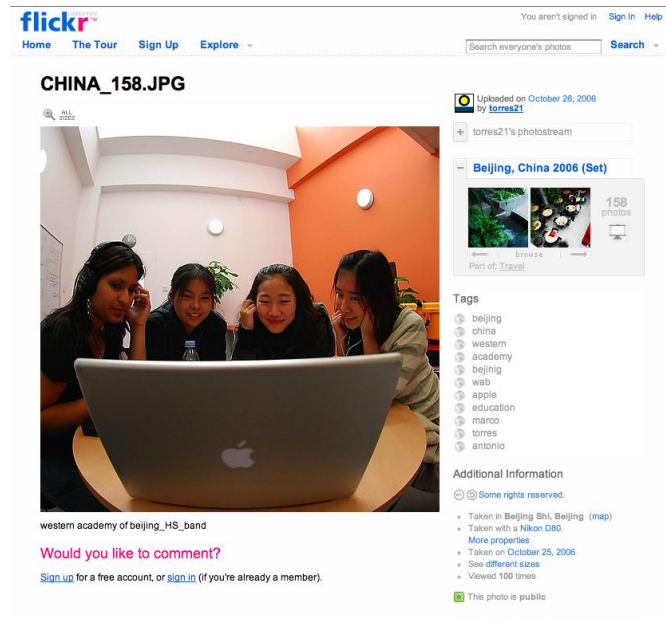 flickr™
LOVES YOU
You aren't signed in Sign In Help
Home The Tour Sign Up Explore
Search everyone's photos Search
CHINA_158.JPG
ALL SIZES
Uploaded on October 26, 2006
by torres21
+ torres21's photostream
− Beijing, China 2006 (Set)
158
photos
browse
Part of: Travel
Tags
beijing
china
western
academy
bejinig
wab
apple
education
marco
torres
antonio
Additional Information
Some rights reserved.
Taken in Beijing Shi, Beijing (map)
Taken with a Nikon D80.
More properties
Taken on October 25, 2006
See different sizes
Viewed 100 times
This photo is public
western academy of beijing_HS_band
Would you like to comment?
Sign up for a free account, or sign in (if you're already a member).